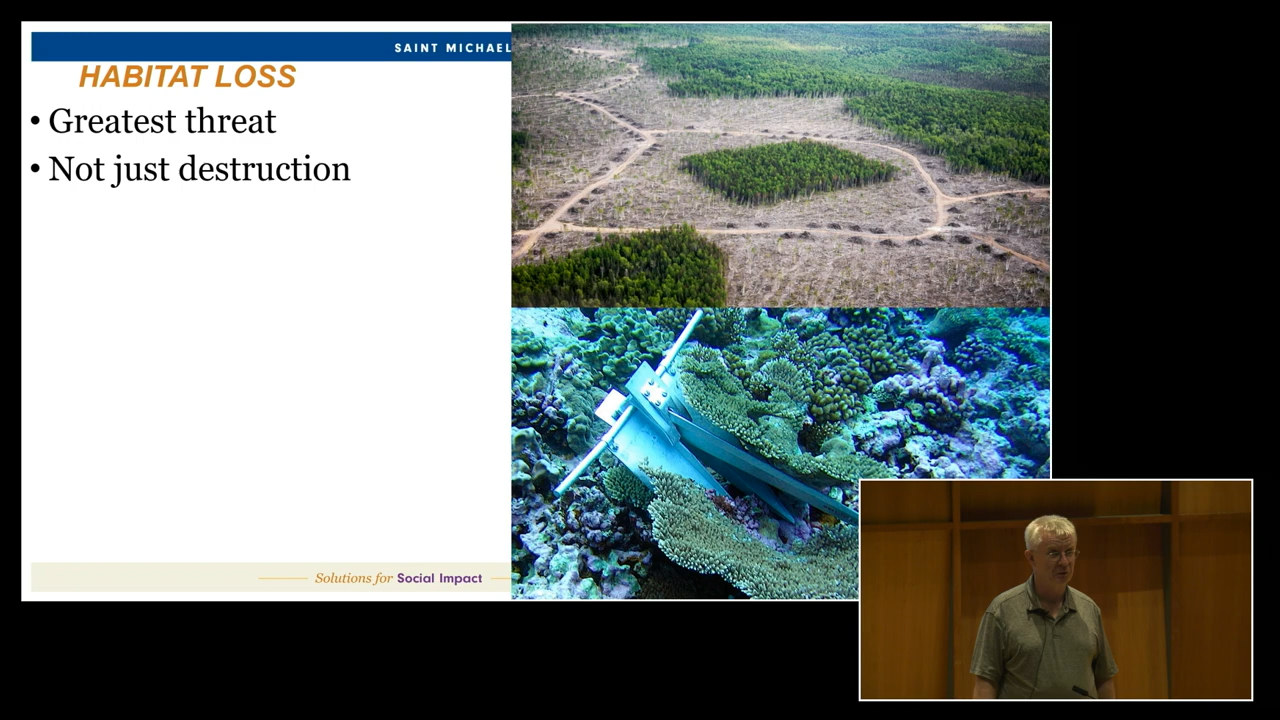 SAINT MICHAEL
HABITAT LOSS
• Greatest threat
• Not just destruction
Solutions for Social Impact